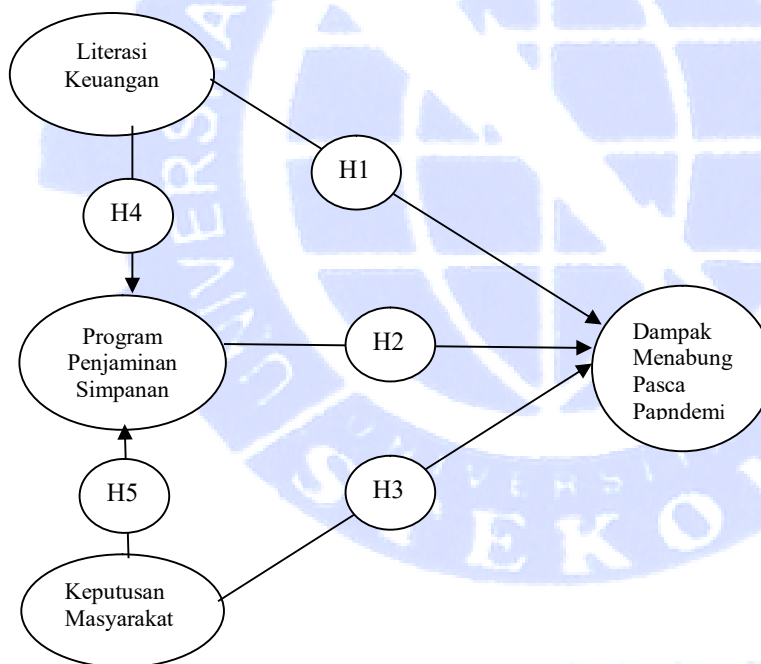 Literasi
Keuangan
H1
H4
Program
Penjaminan
Simpanan
H2
Dampak
Menabung
Pasca
Papndemi
H5
H3
Keputusan
Masyarakat